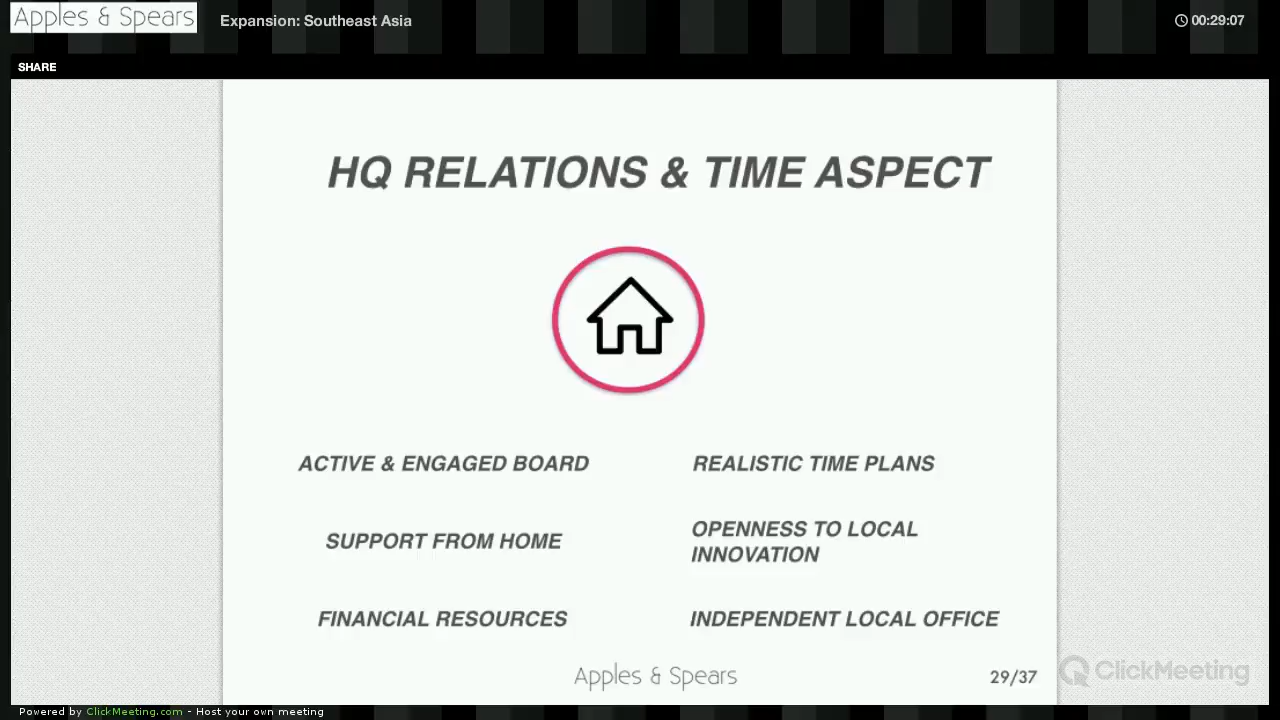 Apples & Spears
Expansion: Southeast Asia
00:29:07
SHARE
HQ RELATIONS & TIME ASPECT
ACTIVE & ENGAGED BOARD
REALISTIC TIME PLANS
SUPPORT FROM HOME
OPENNESS TO LOCAL
INNOVATION
FINANCIAL RESOURCES
INDEPENDENT LOCAL OFFICE
Apples & Spears
29/37
ClickMeeting
Powered by ClickMeeting.com - Host your own meeting